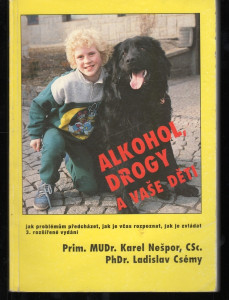 ALKOHOL,
DROGY
A VAŠE DĚTI
jak problémům předcházet, jak je včas rozpoznat, jak je zvládat
3. rozšířené vydání
Prim. MUDr. Karel Nešpor, CSc.
PhDr. Ladislav Csémy